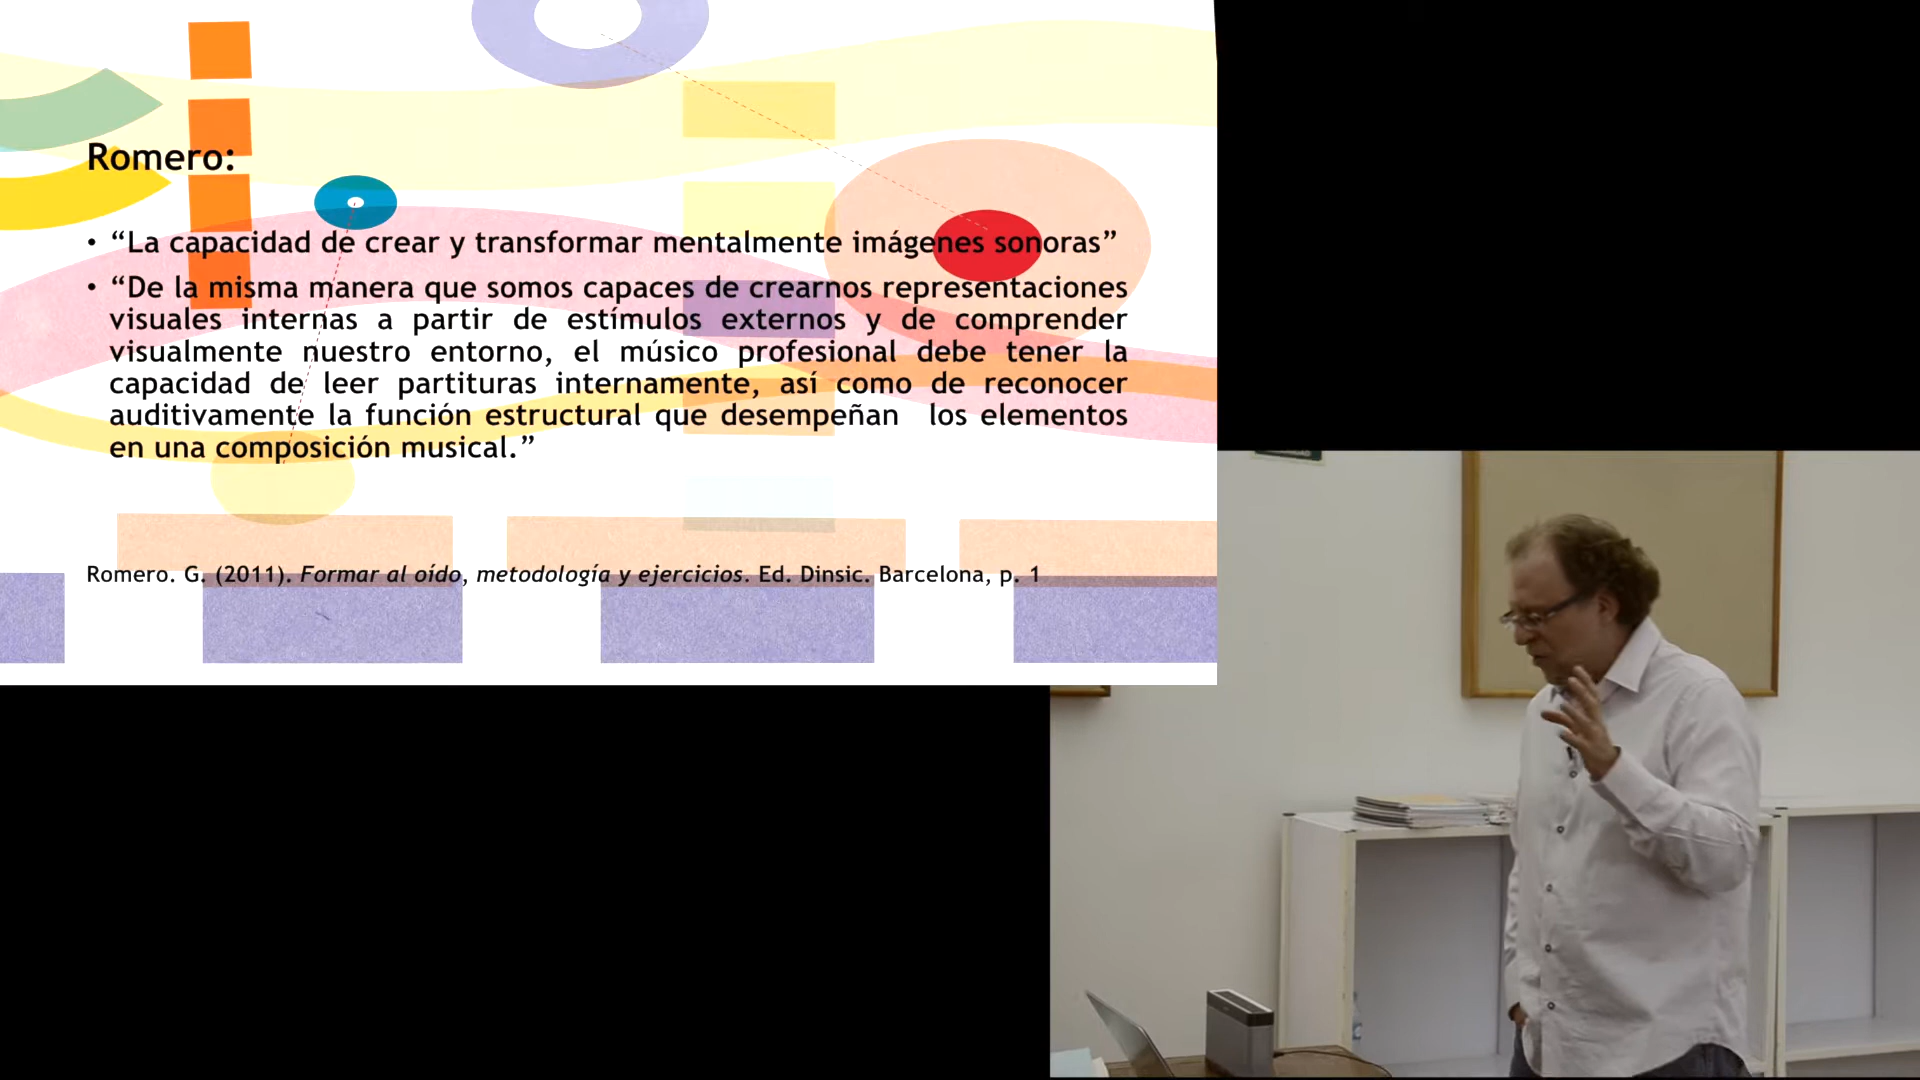 Romero:
• “La capacidad de crear y transformar mentalmente imágenes sonoras”
• “De la misma manera que somos capaces de crearnos representaciones
visuales internas a partir de estímulos externos y de comprender
visualmente nuestro entorno, el músico profesional debe tener la
capacidad de leer partituras internamente, así como de reconocer
auditivamente la función estructural que desempeñan los elementos
en una composición musical.”
Romero. G. (2011). Formar al oído, metodología y ejercicios. Ed. Dinsic. Barcelona, p. 1